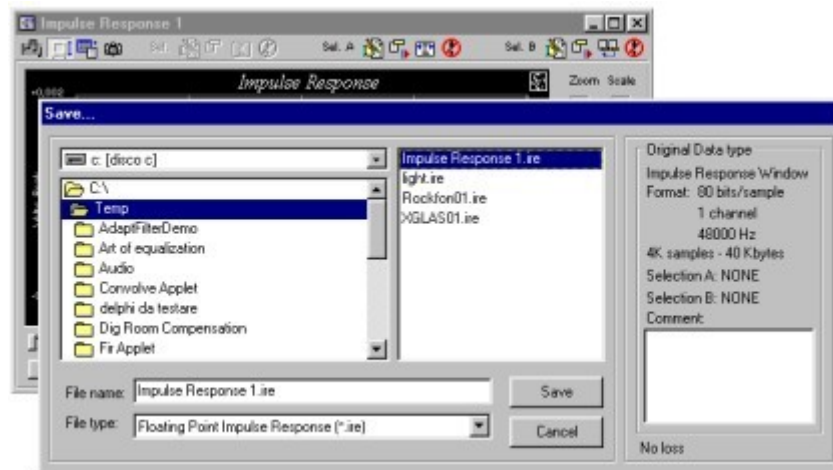 Impulse Response 1
Sel. Sel. A Sel. B
Impulse Response
Zoom Scale
+0,002
Save...
c: [disco c]
C:\
Temp
AdaptFilterDemo
Art of equalization
Audio
Convolve Applet
delphi da testare
Dig Room Compensation
Fir Applet
Impulse Response 1.ire
light.ire
Rockfon01.ire
XGLAS01.ire
Original Data type
Impulse Response Window
Format: 80 bits/sample
1 channel
48000 Hz
4K samples - 40 Kbytes
Selection A: NONE
Selection B: NONE
Comment:
File name: Impulse Response 1.ire
Save
File type: Floating Point Impulse Response (*.ire)
Cancel
No loss